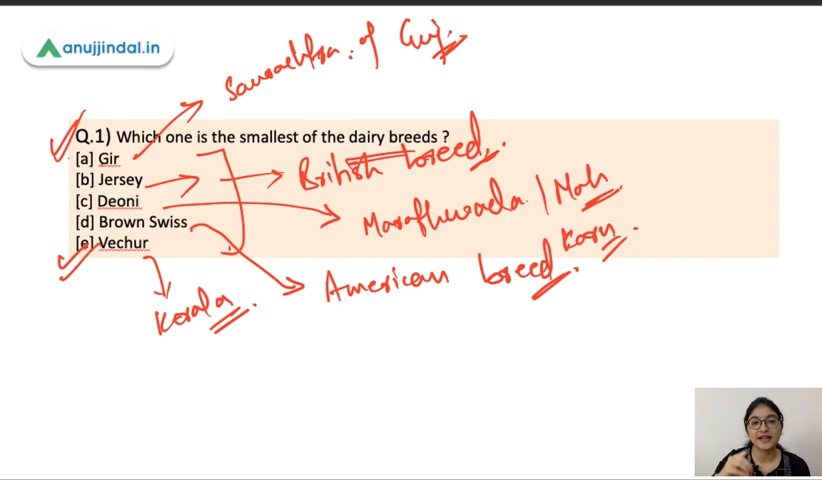 anujjindal.in
Saurashtra. of Guj.
Q.1) Which one is the smallest of the dairy breeds ?
[a] Gir
[b] Jersey
British breed.
[c] Deoni
Marathwada / Mah
[d] Brown Swiss
Karn.
[e] Vechur
American breed.
Kerala.